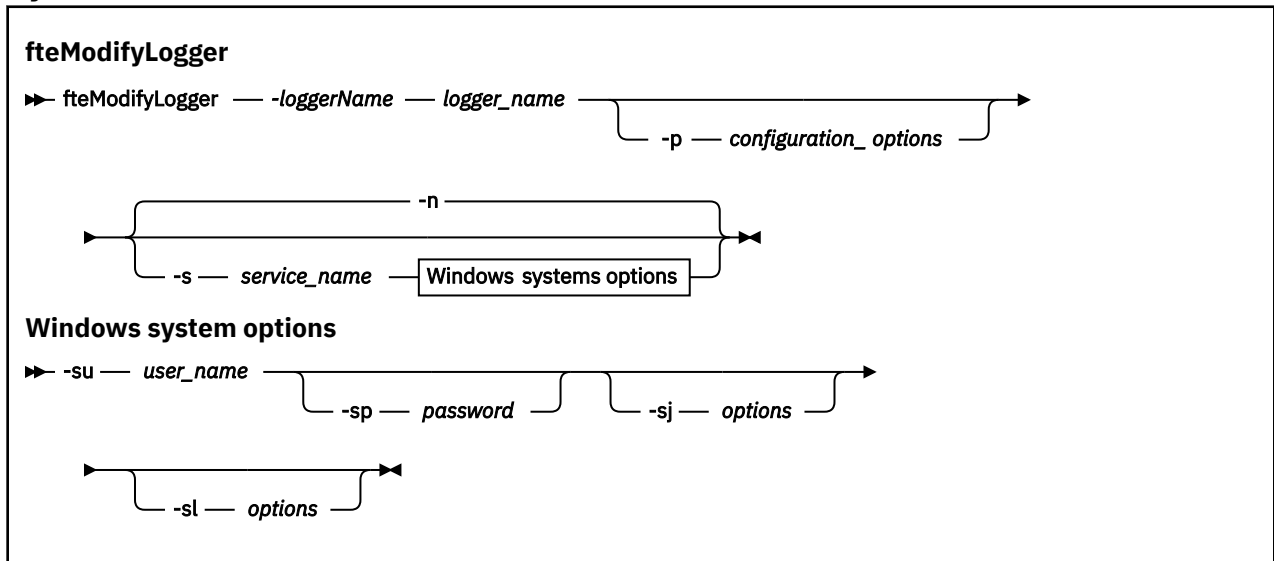 fteModifyLogger
fteModifyLogger -loggerName logger_name
-p configuration_ options
-n
-s service_name Windows systems options
Windows system options
-su user_name
-sp password -sj options
-sl options